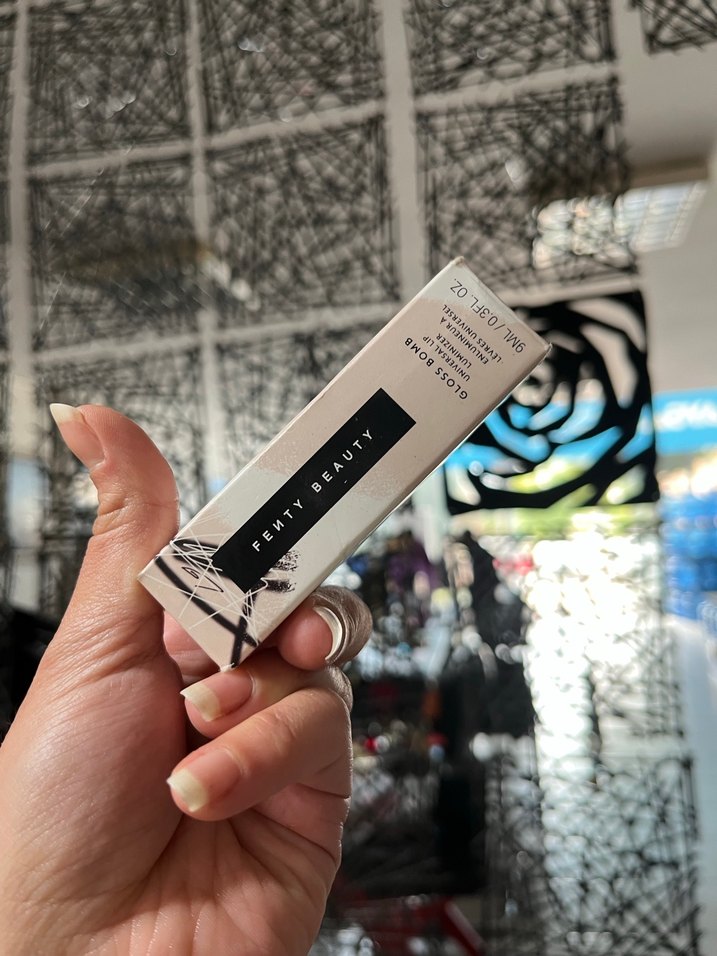 FENTY BEAUTY
GLOSS BOMB
UNIVERSAL LIP
LUMINIZER
ENLUMINEUR À
LÈVRES UNIVERSEL
9ML / 0.3FL. OZ.